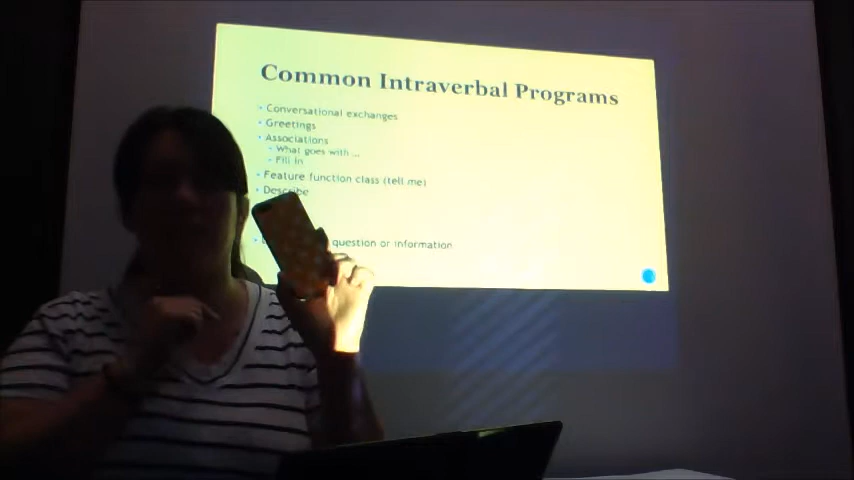 Common Intraverbal Programs
Conversational exchanges
Greetings
Associations
What goes with ...
Fill in
Feature function class (tell me)
Describe
question or information